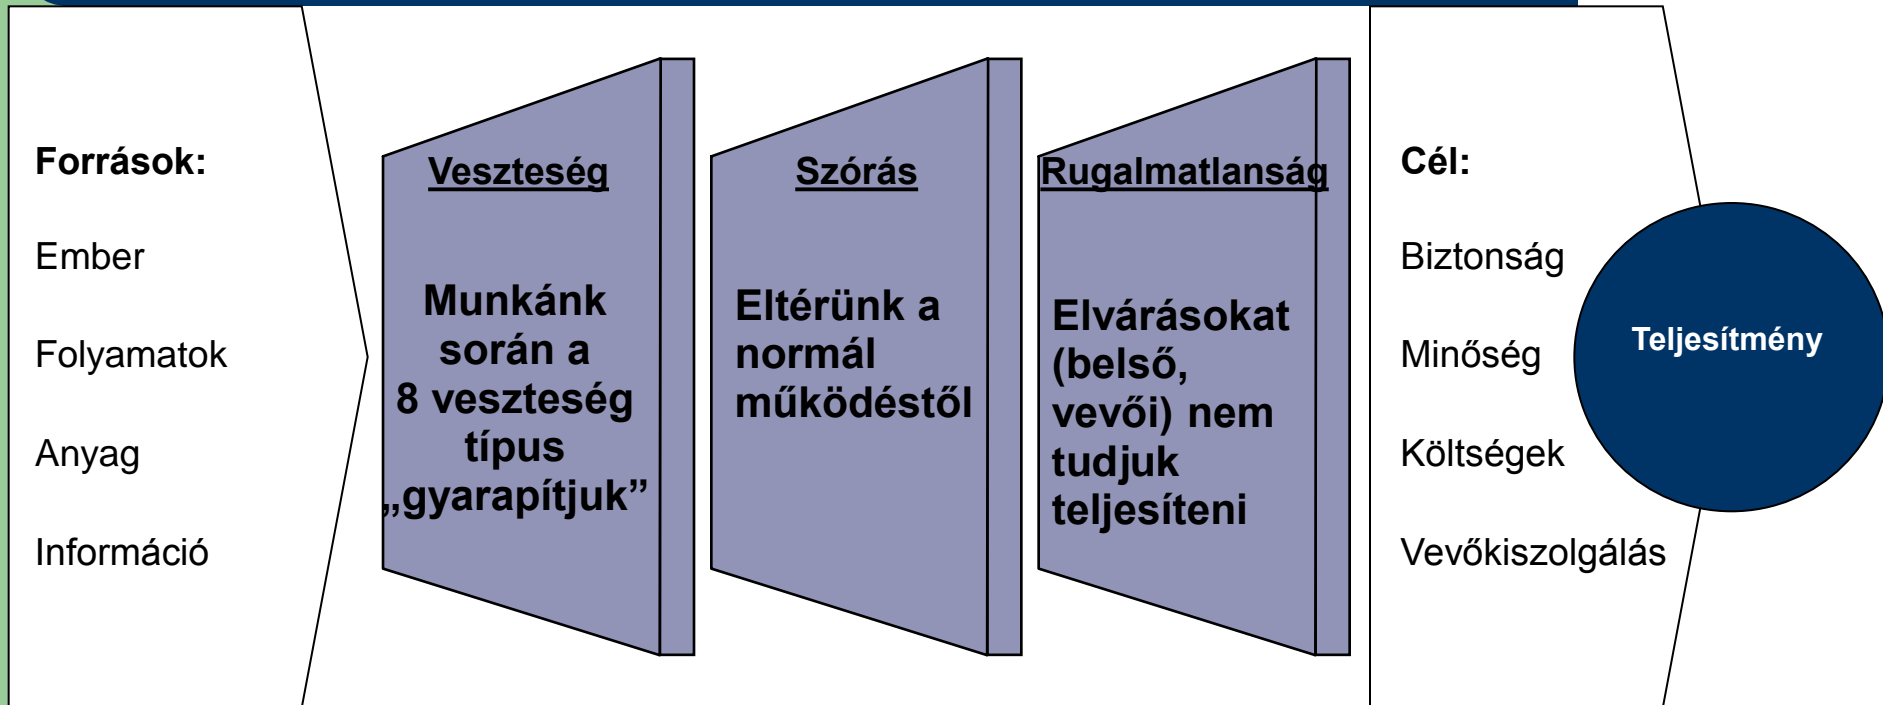 Források:
Ember
Folyamatok
Anyag
Információ
Veszteség
Munkánk
során a
8 veszteség
típus
„gyarapítjuk”
Szórás
Eltérünk a
normál
működéstől
Rugalmatlanság
Elvárásokat
(belső,
vevői) nem
tudjuk
teljesíteni
Cél:
Biztonság
Minőség
Költségek
Vevőkiszolgálás
Teljesítmény